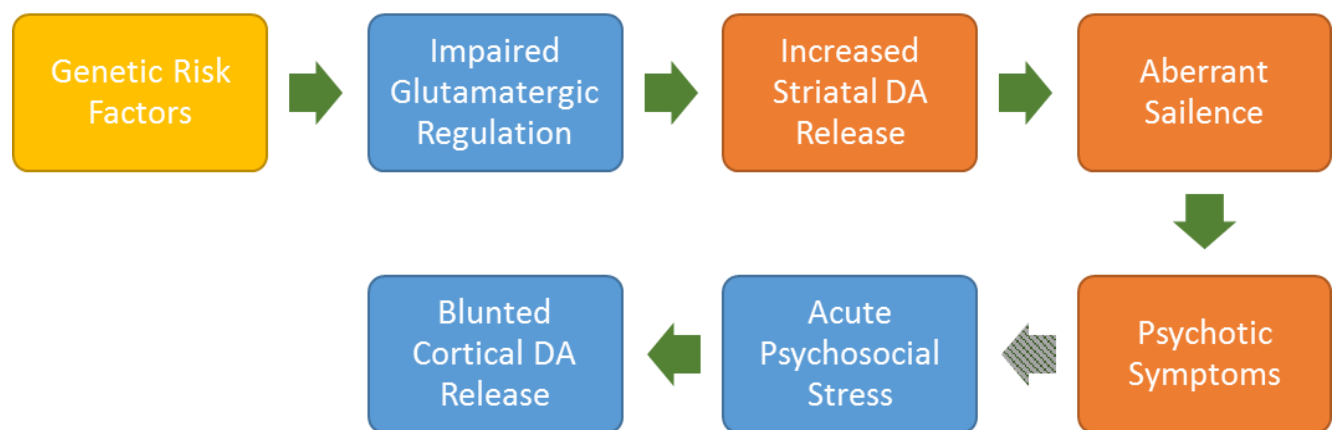 Genetic Risk
Factors
Impaired
Glutamatergic
Regulation
Increased
Striatal DA
Release
Aberrant
Sailence
Blunted
Cortical DA
Release
Acute
Psychosocial
Stress
Psychotic
Symptoms